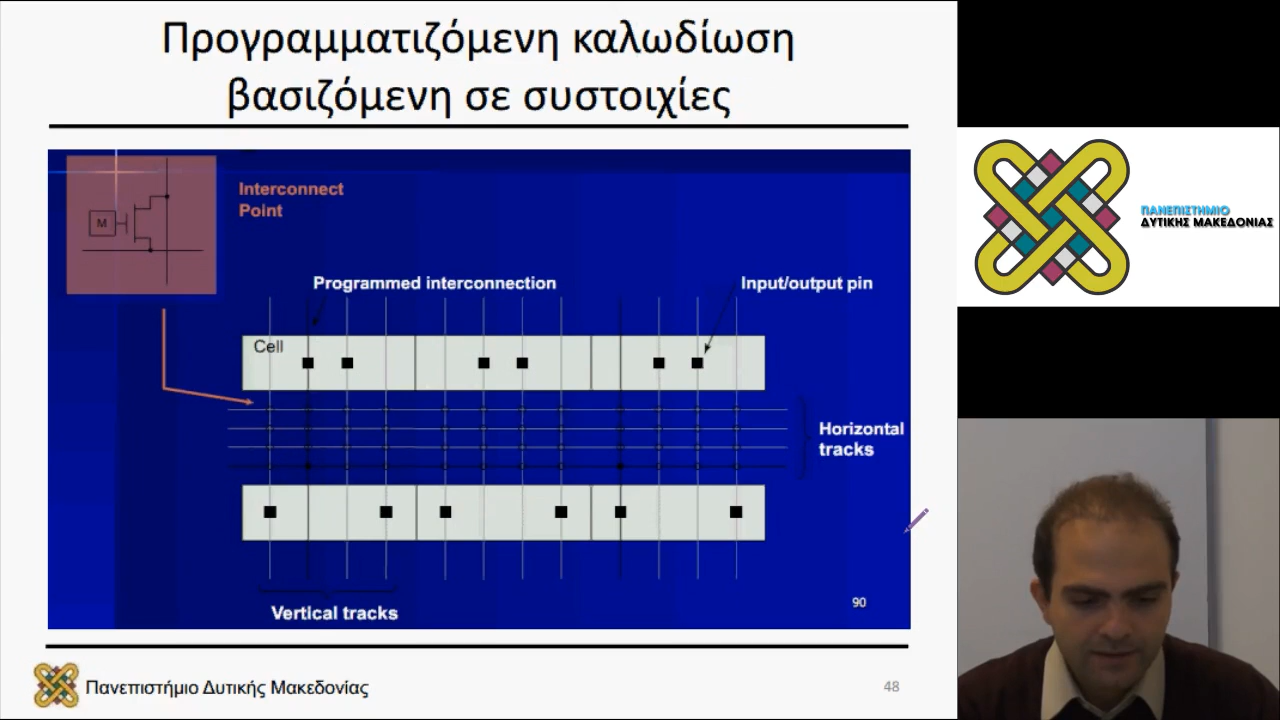 Προγραμματιζόμενη καλωδίωση
βασιζόμενη σε συστοιχίες
Interconnect
Point
M
Programmed interconnection
Input/output pin
Cell
Horizontal
tracks
Vertical tracks
90
Πανεπιστήμιο Δυτικής Μακεδονίας
48
ΠΑΝΕΠΙΣΤΗΜΙΟ
ΔΥΤΙΚΗΣ ΜΑΚΕΔΟΝΙΑΣ